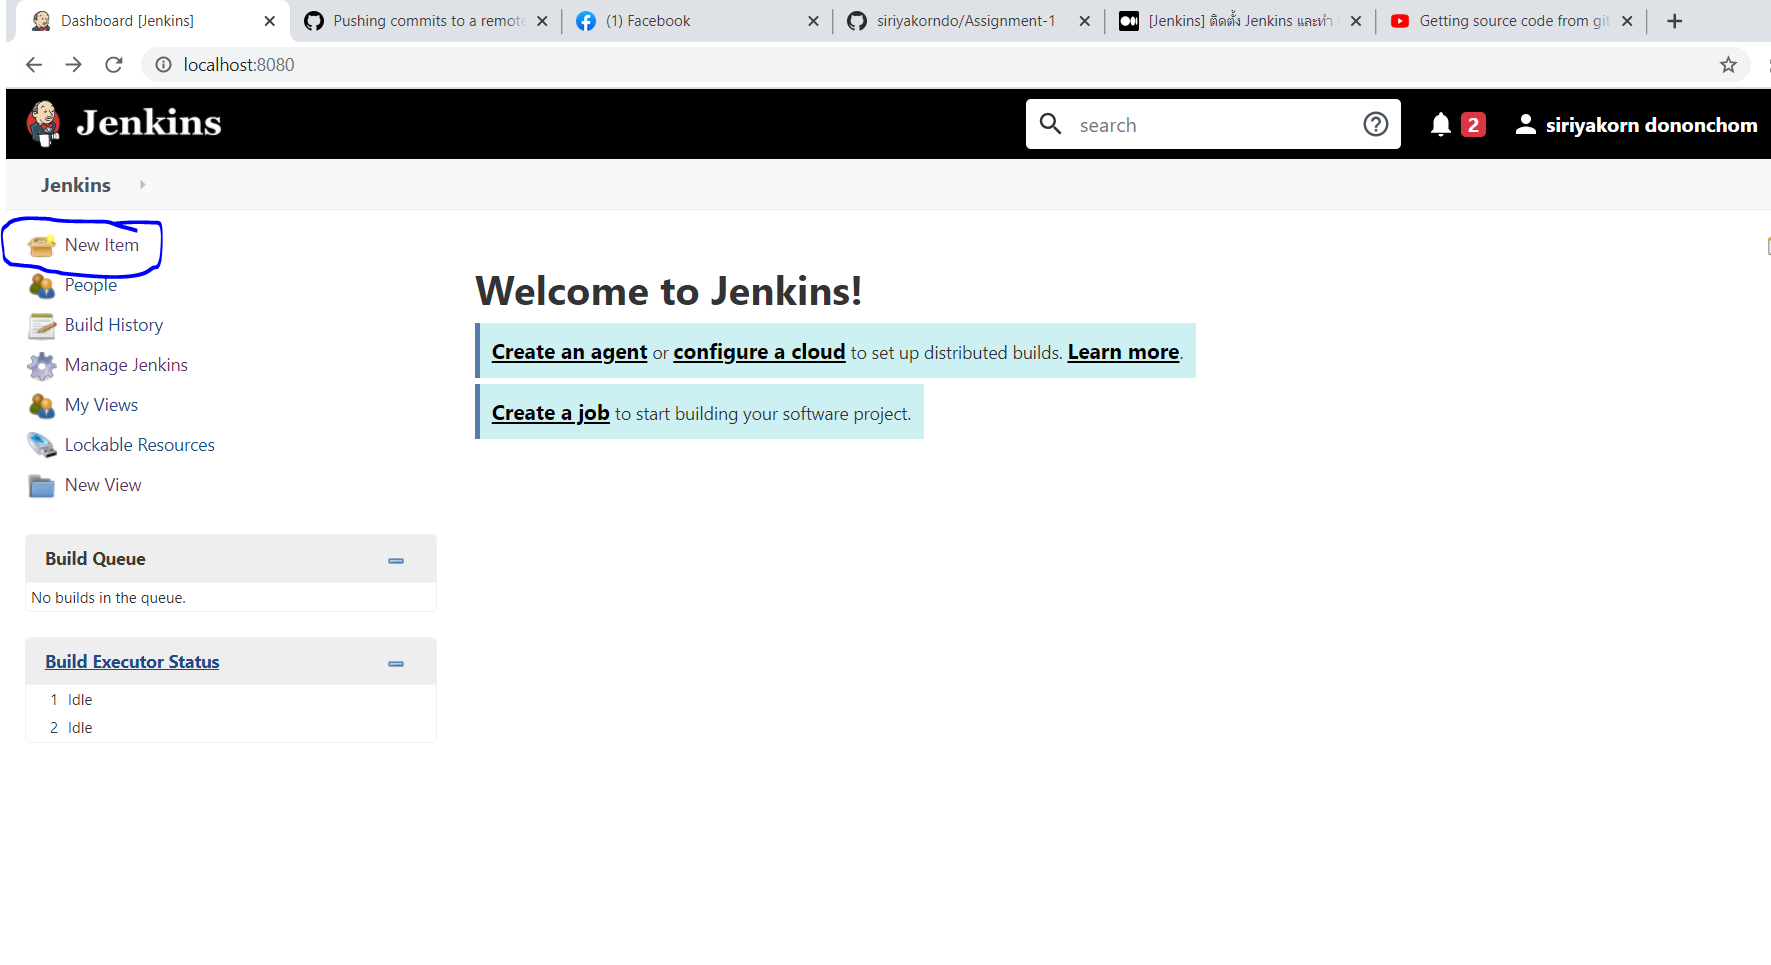 Dashboard [Jenkins]
Pushing commits to a remote
(1) Facebook
siriyakorndo/Assignment-1
[Jenkins] ติดตั้ง Jenkins และทำ
Getting source code from git
localhost:8080
Jenkins
search
2
siriyakorn dononchom
Jenkins
New Item
People
Build History
Manage Jenkins
My Views
Lockable Resources
New View
Welcome to Jenkins!
Create an agent or configure a cloud to set up distributed builds. Learn more.
Create a job to start building your software project.
Build Queue
No builds in the queue.
Build Executor Status
1 Idle
2 Idle